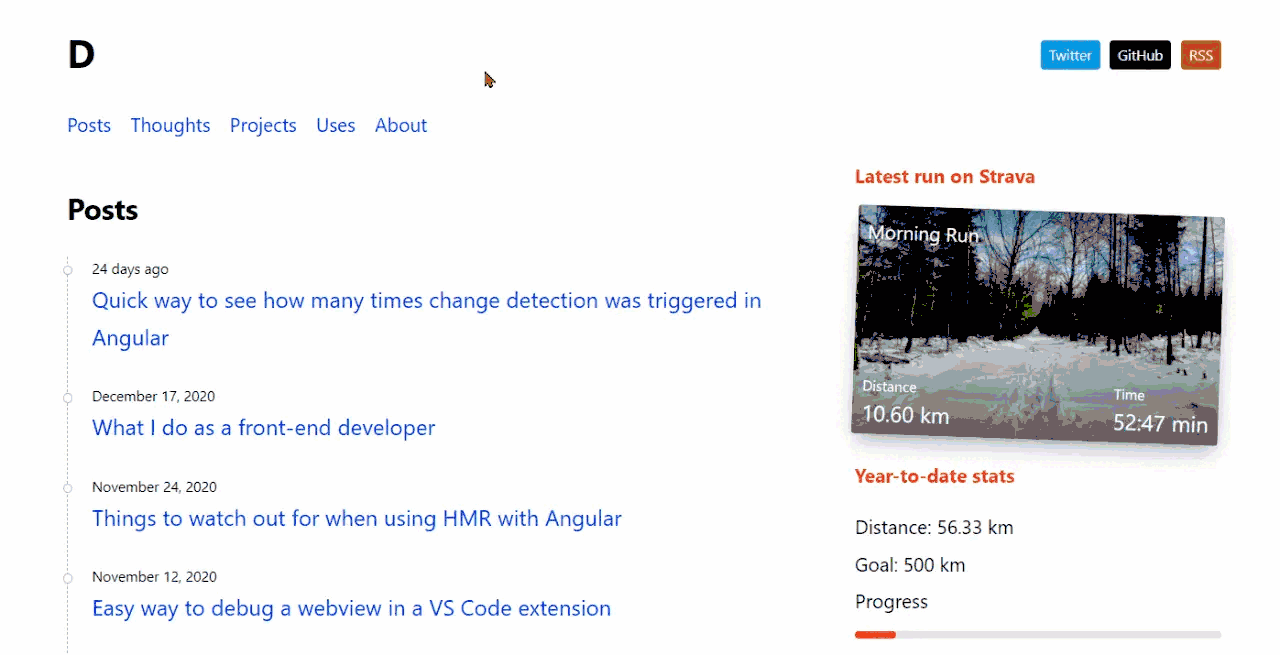 D
Twitter GitHub RSS
Posts Thoughts Projects Uses About
Posts
24 days ago
Quick way to see how many times change detection was triggered in
Angular
December 17, 2020
What I do as a front-end developer
November 24, 2020
Things to watch out for when using HMR with Angular
November 12, 2020
Easy way to debug a webview in a VS Code extension
Latest run on Strava
Morning Run
Distance
10.60 km
Time
52:47 min
Year-to-date stats
Distance: 56.33 km
Goal: 500 km
Progress